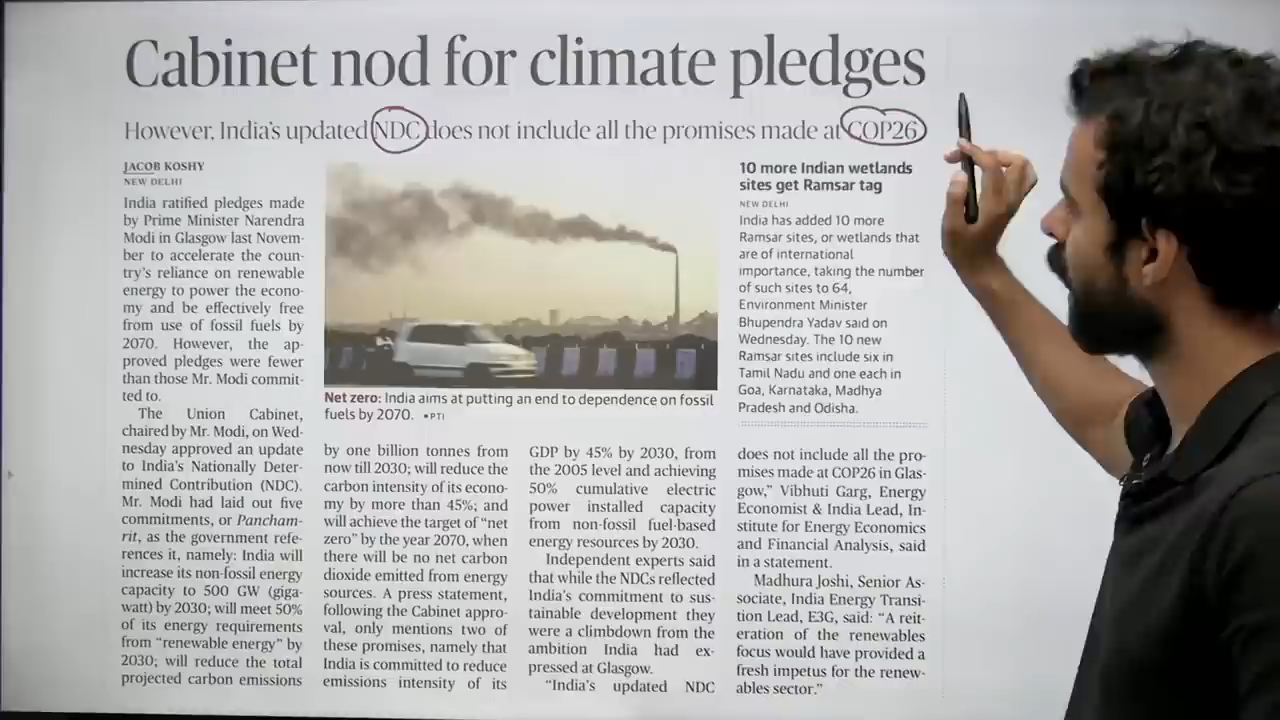 Cabinet nod for climate pledges
However, India's updated NDC does not include all the promises made at COP26
JACOB KOSHY
NEW DELHI
India ratified pledges made
by Prime Minister Narendra
Modi in Glasgow last Novem-
ber to accelerate the coun-
try's reliance on renewable
energy to power the econo-
my and be effectively free
from use of fossil fuels by
2070. However, the ap-
proved pledges were fewer
than those Mr. Modi commit-
ted to.
The Union Cabinet,
chaired by Mr. Modi, on Wed-
nesday approved an update
to India's Nationally Deter-
mined Contribution (NDC).
Mr. Modi had laid out five
commitments, or Pancham-
rit, as the government refe-
rences it, namely: India will
increase its non-fossil energy
capacity to 500 GW (giga-
watt) by 2030; will meet 50%
of its energy requirements
from “renewable energy” by
2030; will reduce the total
projected carbon emissions
Net zero: India aims at putting an end to dependence on fossil
fuels by 2070. •PTI
by one billion tonnes from
now till 2030; will reduce the
carbon intensity of its econo-
my by more than 45%; and
will achieve the target of “net
zero” by the year 2070, when
there will be no net carbon
dioxide emitted from energy
sources. A press statement,
following the Cabinet appro-
val, only mentions two of
these promises, namely that
India is committed to reduce
emissions intensity of its
GDP by 45% by 2030, from
the 2005 level and achieving
50% cumulative electric
power installed capacity
from non-fossil fuel-based
energy resources by 2030.
Independent experts said
that while the NDCs reflected
India's commitment to sus-
tainable development they
were a climbdown from the
ambition India had ex-
pressed at Glasgow.
“India's updated NDC
does not include all the pro-
mises made at COP26 in Glas-
gow,” Vibhuti Garg, Energy
Economist & India Lead, In-
stitute for Energy Economics
and Financial Analysis, said
in a statement.
Madhura Joshi, Senior As-
sociate, India Energy Transi-
tion Lead, E3G, said: “A reit-
eration of the renewables
focus would have provided a
fresh impetus for the renew-
ables sector.”
10 more Indian wetlands
sites get Ramsar tag
NEW DELHI
India has added 10 more
Ramsar sites, or wetlands that
are of international
importance, taking the number
of such sites to 64,
Environment Minister
Bhupendra Yadav said on
Wednesday. The 10 new
Ramsar sites include six in
Tamil Nadu and one each in
Goa, Karnataka, Madhya
Pradesh and Odisha.